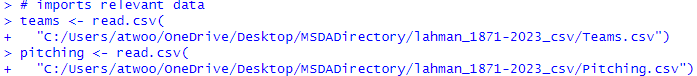 > # imports relevant data
> teams <- read.csv(
+   "C:/Users/atwoo/OneDrive/Desktop/MSDADirectory/lahman_1871-2023_csv/Teams.csv")
> pitching <- read.csv(
+   "C:/Users/atwoo/OneDrive/Desktop/MSDADirectory/lahman_1871-2023_csv/Pitching.csv")